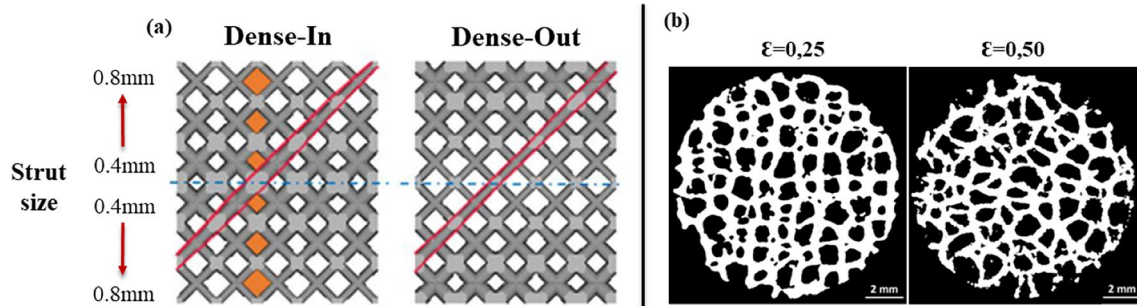 (a)
Dense-In
Dense-Out
0.8mm
0.4mm
Strut
size
0.4mm
0.8mm
(b)
Ɛ=0,25
Ɛ=0,50
2 mm
2 mm